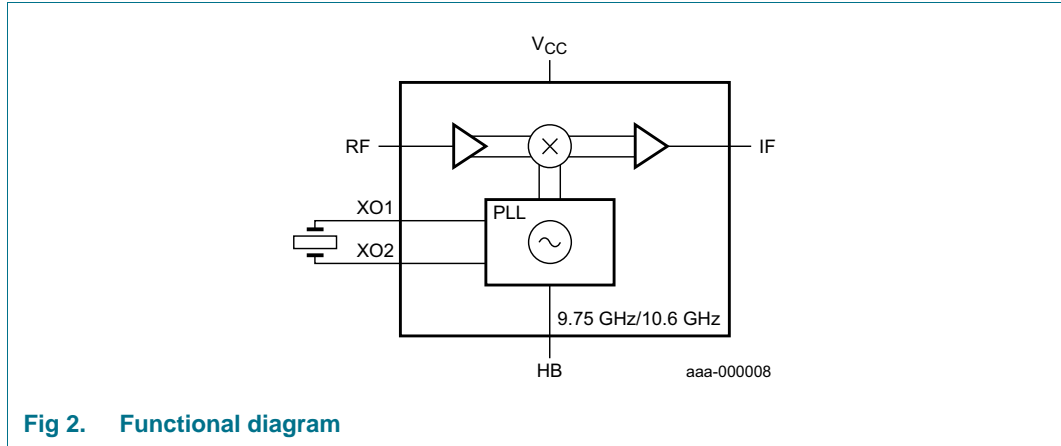 VCC
RF
IF
XO1
PLL
XO2
9.75 GHz/10.6 GHz
HB
aaa-000008
Fig 2. Functional diagram